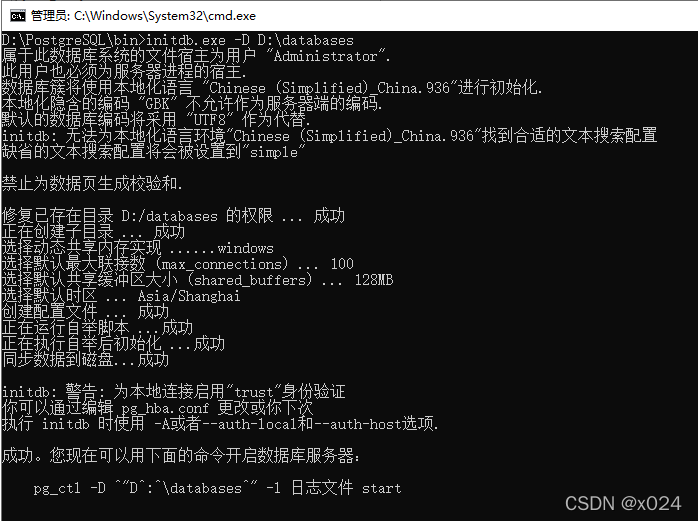 管理员: C:\Windows\System32\cmd.exe
D:\PostgreSQL\bin>initdb.exe -D D:\databases
属于此数据库系统的文件宿主为用户 "Administrator".
此用户也必须为服务器进程的宿主.
数据库簇将使用本地化语言 "Chinese (Simplified)_China.936"进行初始化.
本地化隐含的编码 "GBK" 不允许作为服务器端的编码.
默认的数据库编码将采用 "UTF8" 作为代替.
initdb: 无法为本地化语言环境"Chinese (Simplified)_China.936"找到合适的文本搜索配置
缺省的文本搜索配置将会被设置到"simple"
禁止为数据页生成校验和.
修复已存在目录 D:/databases 的权限 ... 成功
正在创建子目录 ... 成功
选择动态共享内存实现 ......windows
选择默认最大联接数 (max_connections) ... 100
选择默认共享缓冲区大小 (shared_buffers) ... 128MB
选择默认时区 ... Asia/Shanghai
创建配置文件 ... 成功
正在运行自举脚本 ...成功
正在执行自举后初始化 ...成功
同步数据到磁盘...成功
initdb: 警告: 为本地连接启用"trust"身份验证
你可以通过编辑 pg_hba.conf 更改或你下次
执行 initdb 时使用 -A或者--auth-local和--auth-host选项.
成功。您现在可以用下面的命令开启数据库服务器：
pg_ctl -D ^"D^:^\databases^" -l 日志文件 start
CSDN @x024